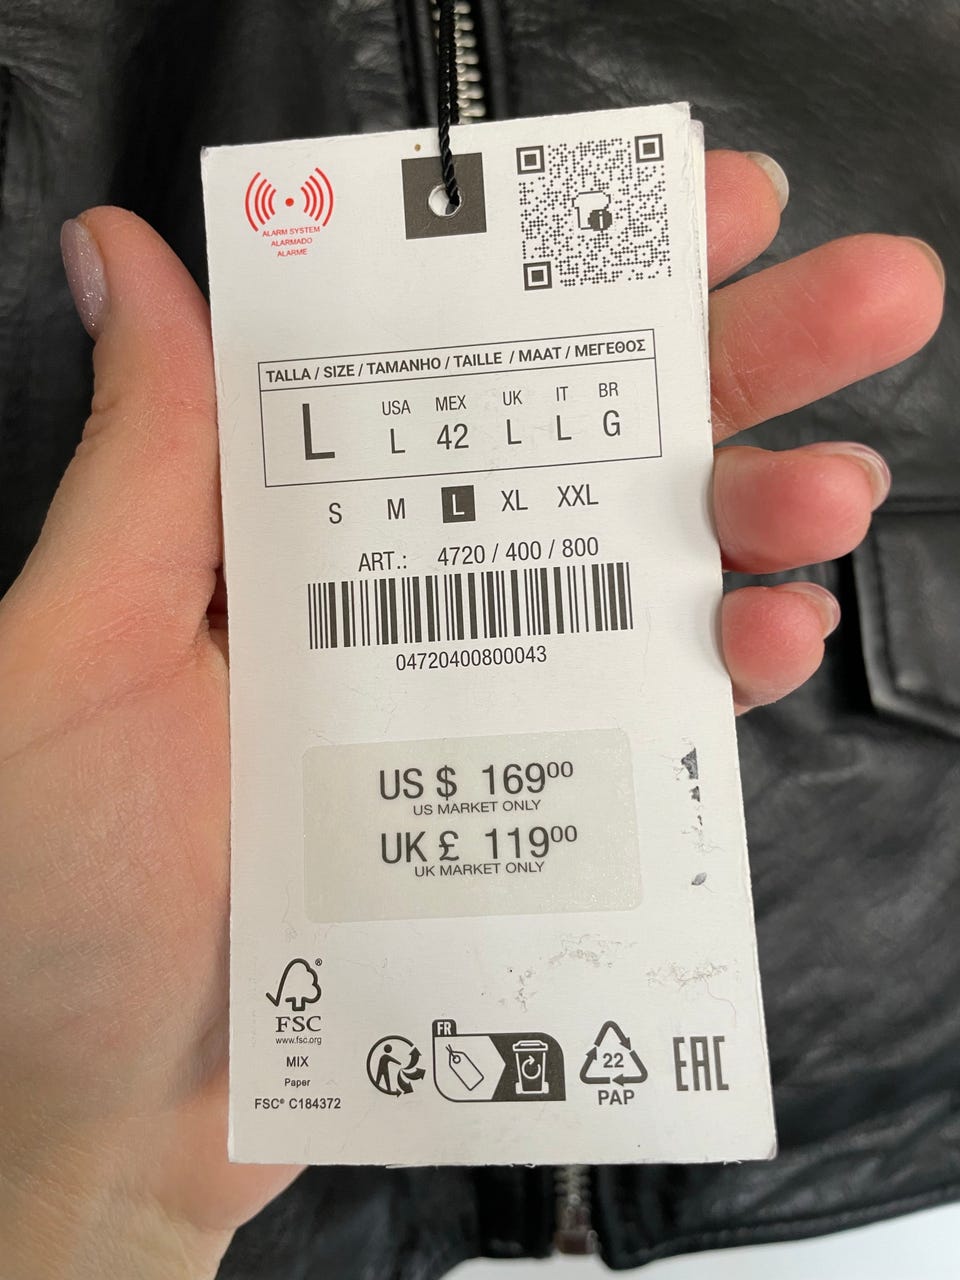 ALARM SYSTEM
ALARMADO
ALARME
TALLA / SIZE / TAMANHO / TAILLE / MAAT / ΜΕΓΕΘΟΣ
L
USA MEX UK IT BR
L 42 L L G
S M L XL XXL
ART.: 4720 / 400 / 800
04720400800043
US $ 169⁰⁰
US MARKET ONLY
UK £ 119⁰⁰
UK MARKET ONLY
FSC®
www.fsc.org
MIX
Paper
FSC® C184372
FR
22
PAP
EAC